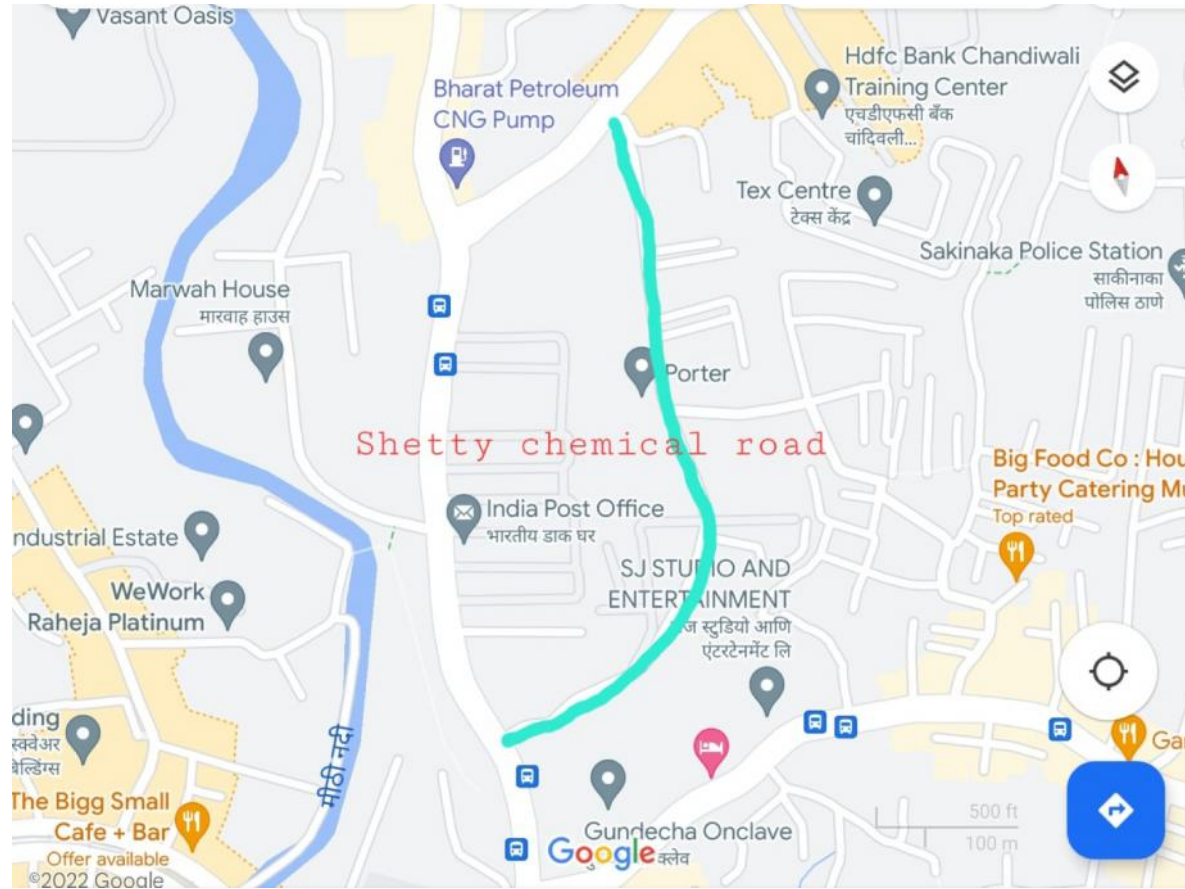 Vasant Oasis
Hdfc Bank Chandiwali
Training Center
एचडीएफसी बँक
चांदिवली...
Bharat Petroleum
CNG Pump
Tex Centre
टेक्स केंद्र
Sakinaka Police Station
साकीनाका
पोलिस ठाणे
Marwah House
मारवाह हाउस
Porter
Shetty chemical road
Big Food Co : Hou
Party Catering Mu
Top rated
India Post Office
भारतीय डाक घर
ndustrial Estate
SJ STUDIO AND
ENTERTAINMENT
स्टुडियो आणि
एंटरटेनमेंट लि
WeWork
Raheja Platinum
ding
स्क्वेअर
बिल्डिंग्स
मीठी नदी
Gar
The Bigg Small
Cafe + Bar
Offer available
500 ft
100 m
Gundecha Onclave
क्लेव
Google
©2022 Google